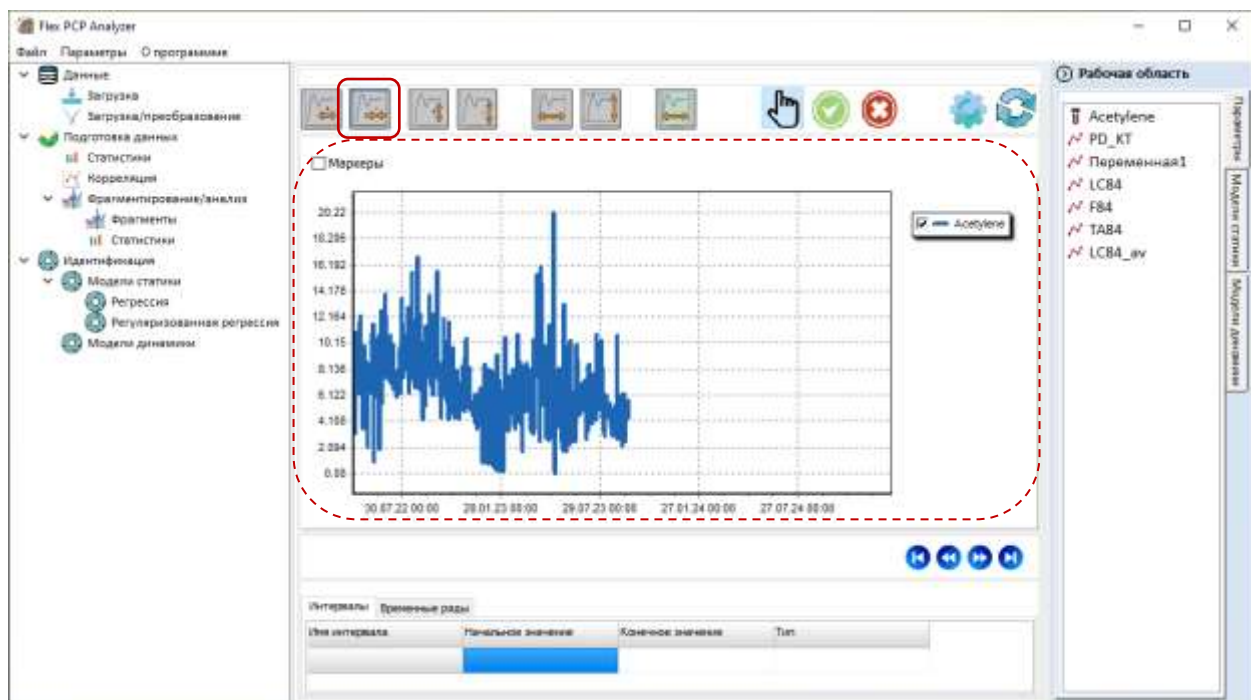 Flex PCP Analyzer
Файл Параметры О программе
Данные
Загрузка
Загрузка/преобразование
Подготовка данных
Статистики
Корреляция
Фрагментирование/анализ
Фрагменты
Статистики
Идентификация
Модели статики
Регрессия
Регуляризованная регрессия
Модели динамики
Маркеры
20.22
16.192
14.178
12.164
10.15
8.136
6.122
4.108
2.094
0.08
Acetylene
30.07.22 00:00 28.01.23 00:00 29.07.23 00:00 27.01.24 00:00 27.07.24 00:00
Интервалы Временные ряды
Имя интервала Начальное значение Конечное значение Тип
Рабочая область
Acetylene
PD_KT
Переменная1
LC84
F84
TA84
LC84_av
Параметры
Модели статики
Модели динамики